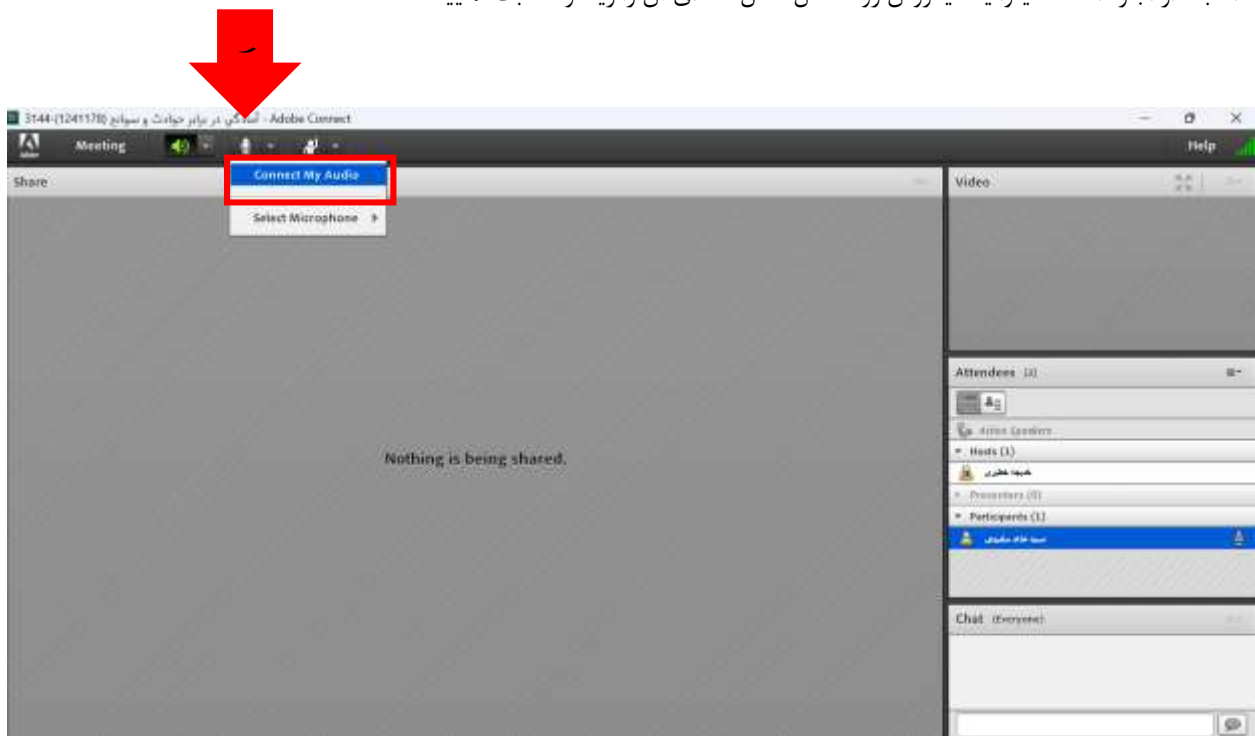 3144-(1241178) آمادگی در برابر حوادث و سوانح - Adobe Connect
Meeting
Help
Connect My Audio
Select Microphone
Share
Nothing is being shared.
Video
Attendees (2)
Active Speakers
Hosts (1)
Presenters (0)
Participants (1)
Chat (Everyone)